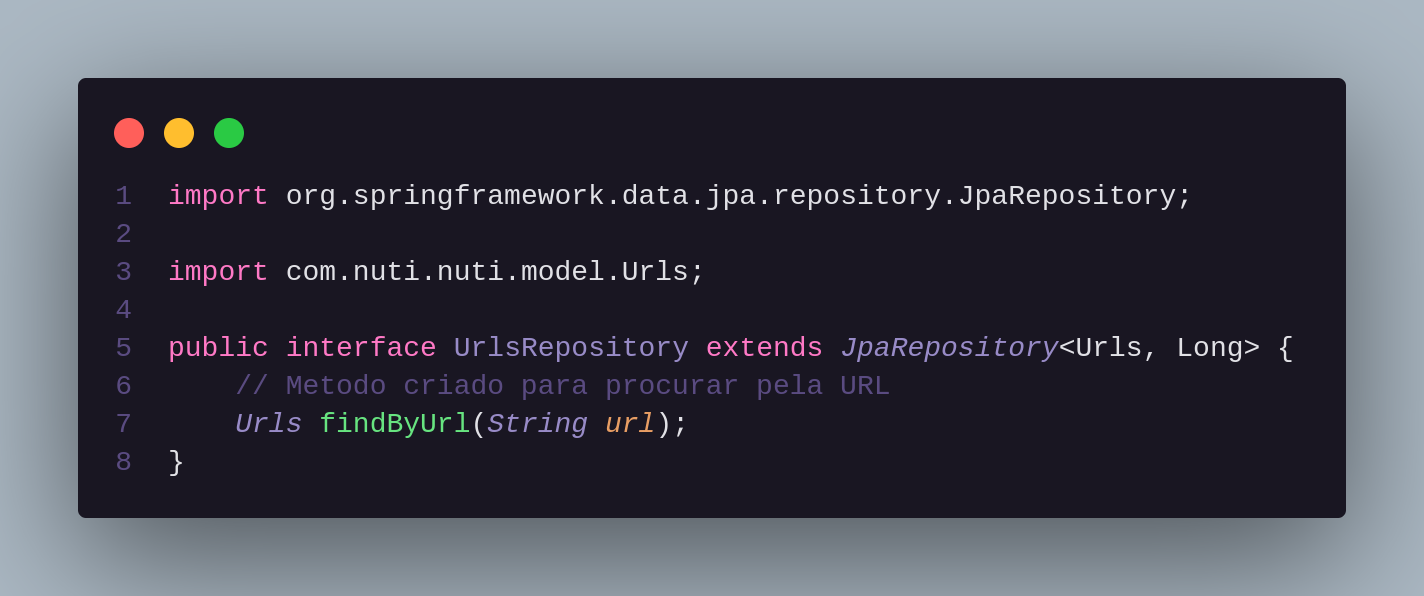 1 import org.springframework.data.jpa.repository.JpaRepository;
2
3 import com.nuti.nuti.model.Urls;
4
5 public interface UrlsRepository extends JpaRepository<Urls, Long> {
6     // Metodo criado para procurar pela URL
7     Urls findByUrl(String url);
8 }